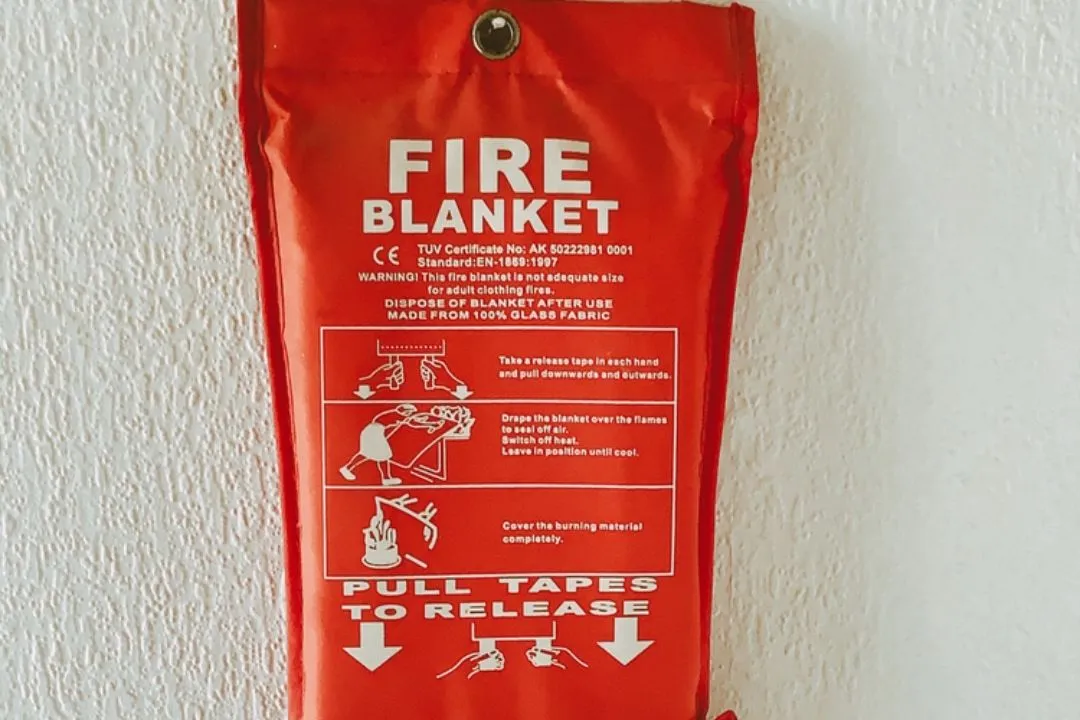 FIRE
BLANKET
CE TUV Certificate No: AK 50222981 0001
Standard:EN-1869:1997
WARNING! This fire blanket is not adequate size
for adult clothing fires.
DISPOSE OF BLANKET AFTER USE
MADE FROM 100% GLASS FABRIC
Take a release tape in each hand
and pull downwards and outwards.
Drape the blanket over the flames
to seal off air.
Switch off heat.
Leave in position until cool.
Cover the burning material
completely.
PULL TAPES
TO RELEASE